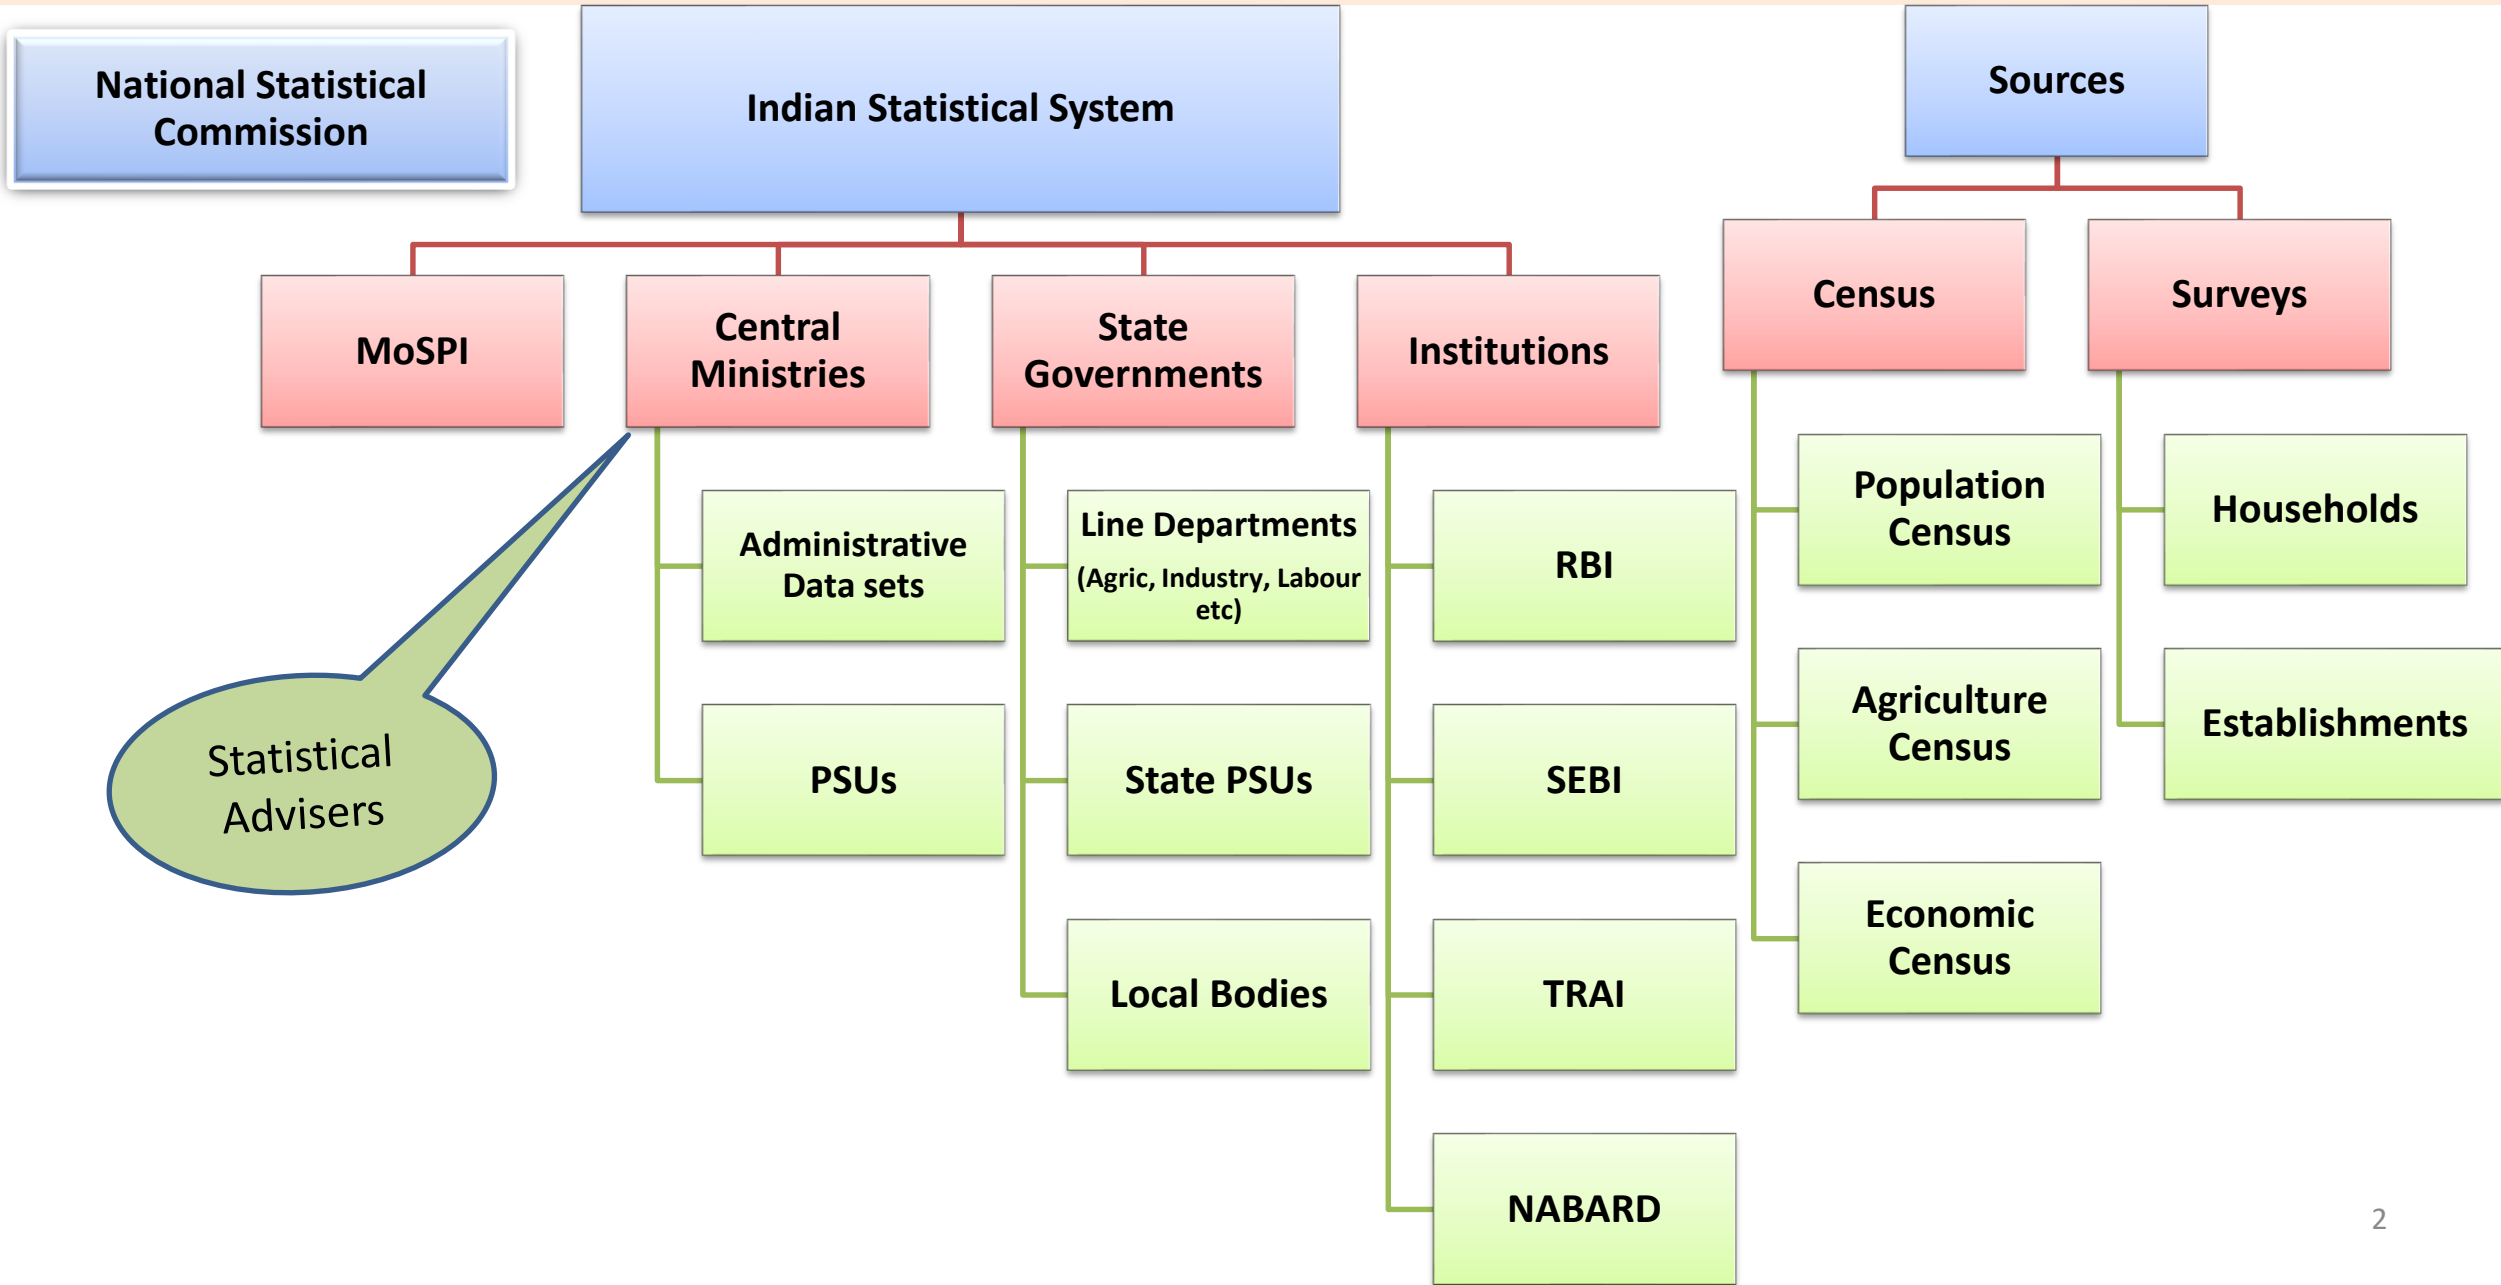 National Statistical
Commission
Indian Statistical System
Sources
MoSPI
Central
Ministries
State
Governments
Institutions
Census
Surveys
Administrative
Data sets
PSUs
Line Departments
(Agric, Industry, Labour
etc)
State PSUs
Local Bodies
RBI
SEBI
TRAI
NABARD
Population
Census
Agriculture
Census
Economic
Census
Households
Establishments
Statistical
Advisers
2